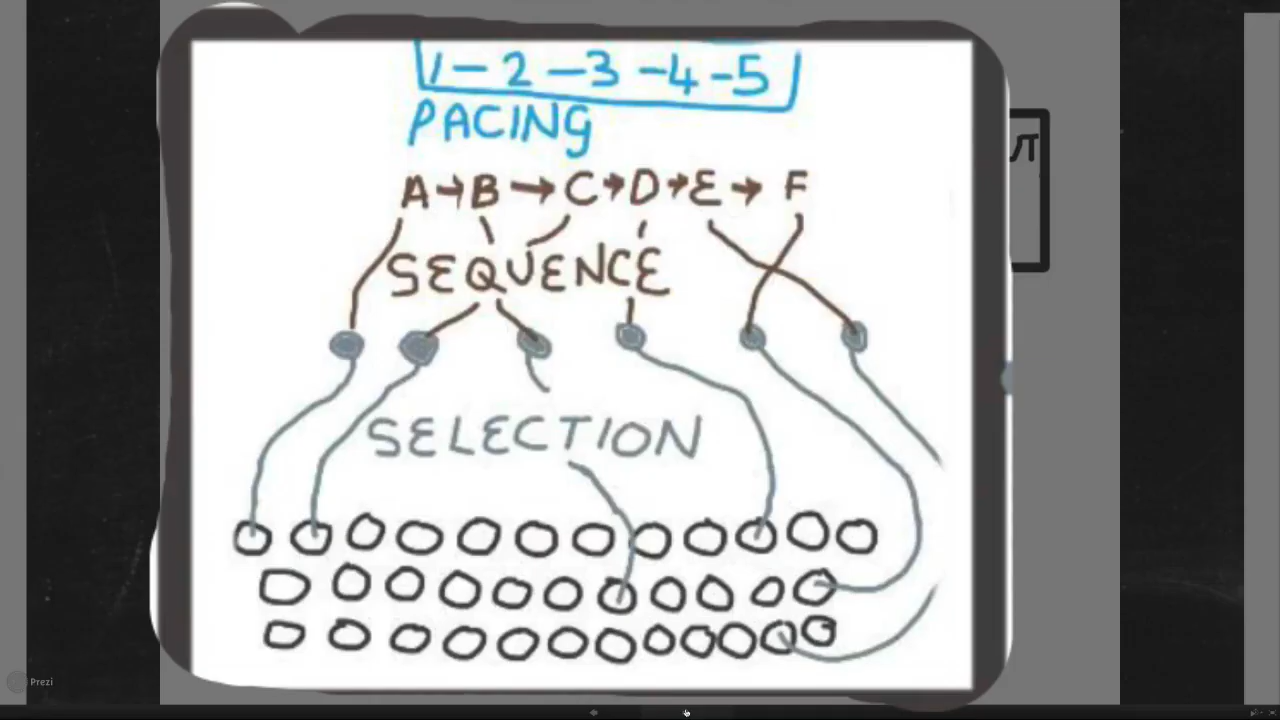 1 – 2 – 3 – 4 – 5
PACING
A → B → C → D → E → F
SEQUENCE
SELECTION
π
Prezi